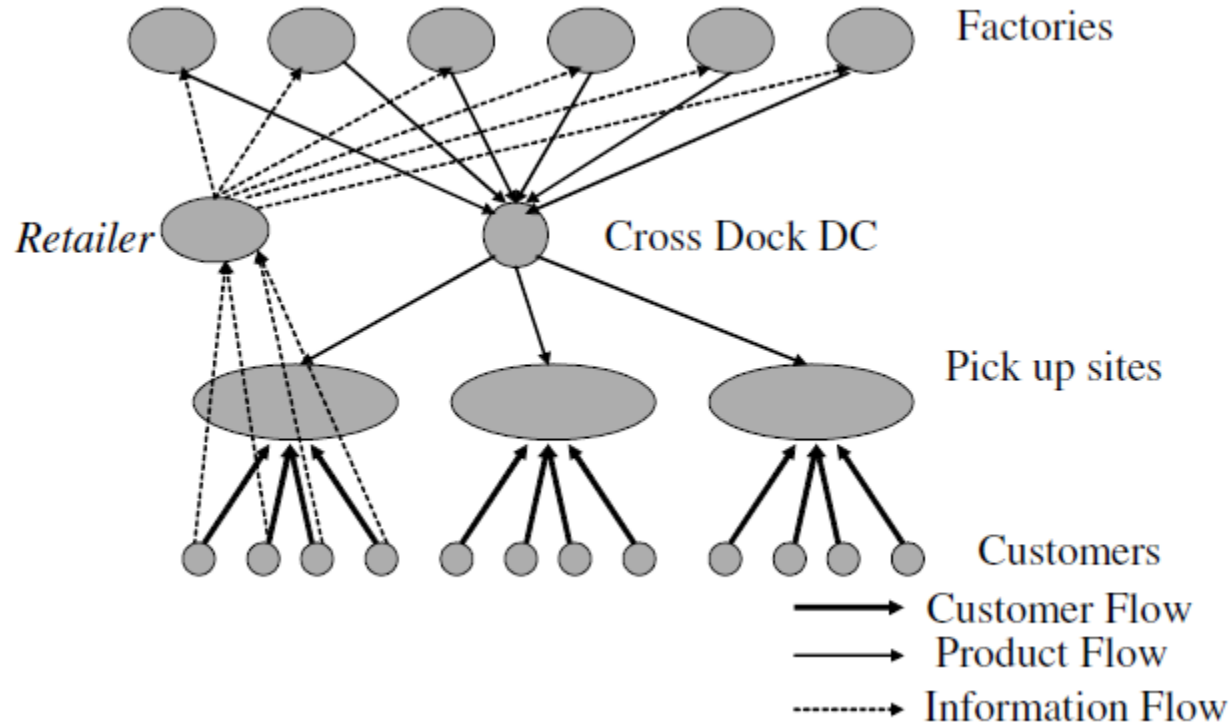 Factories
Retailer
Cross Dock DC
Pick up sites
Customers
Customer Flow
Product Flow
Information Flow